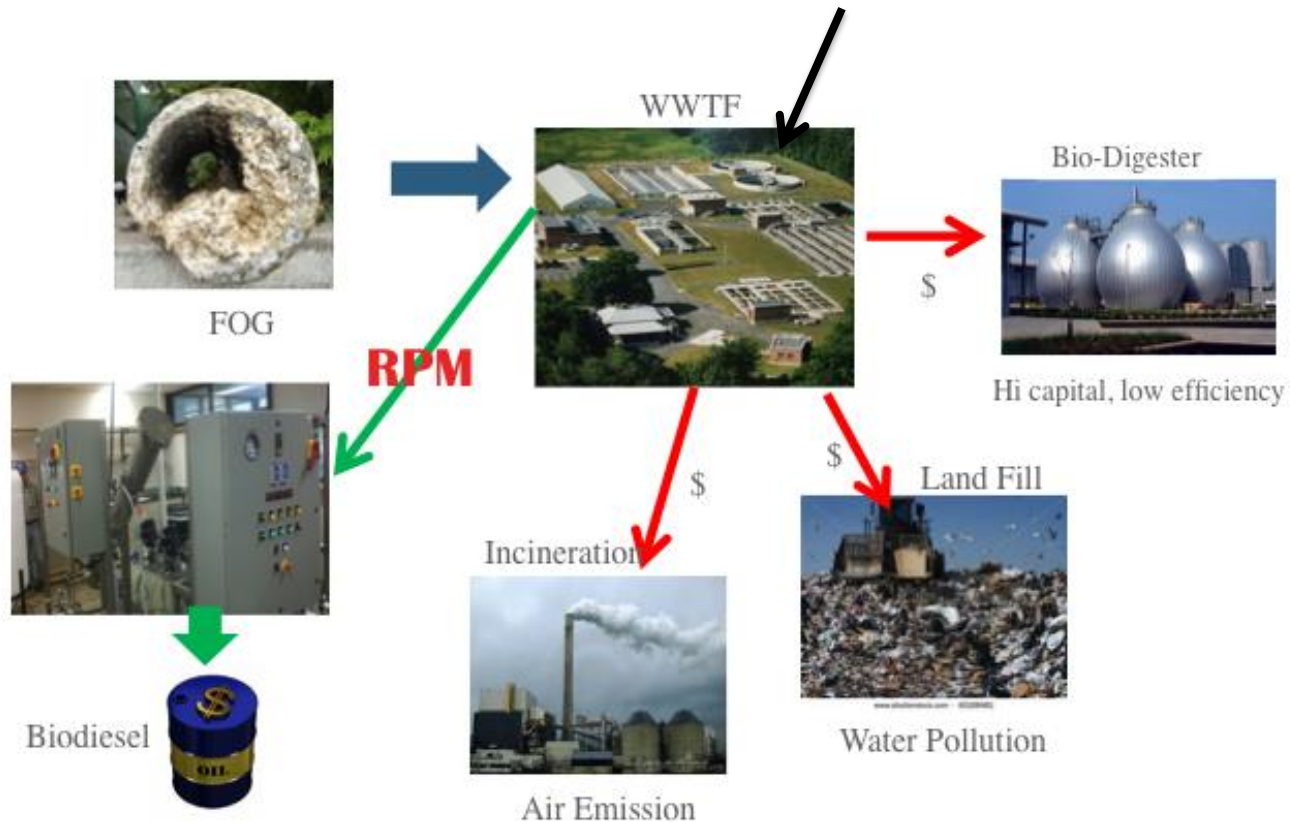 WWTF
Bio-Digester
$
FOG
RPM
Hi capital, low efficiency
$
$
Land Fill
Incineration
Biodiesel
$
OIL
Water Pollution
Air Emission